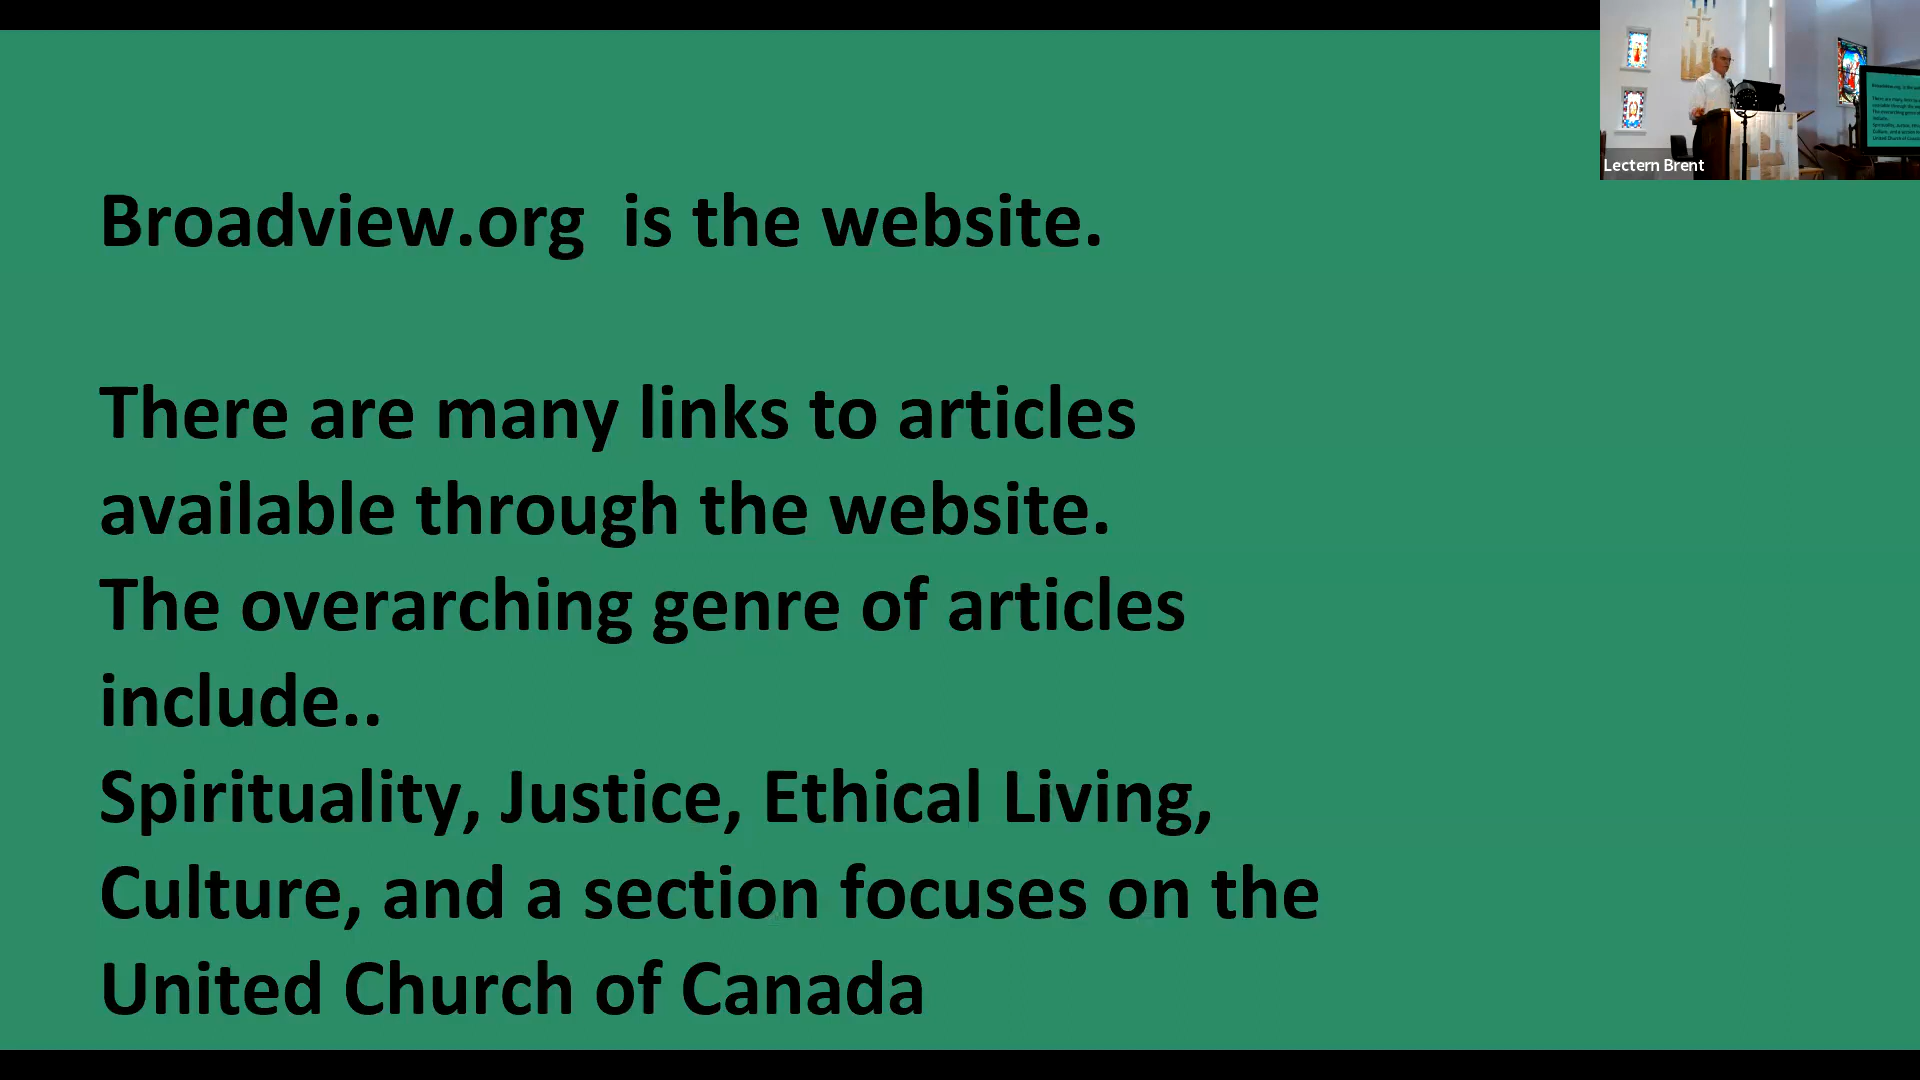 Broadview.org is the website.
There are many links to articles
available through the website.
The overarching genre of articles
include..
Spirituality, Justice, Ethical Living,
Culture, and a section focuses on the
United Church of Canada
Lectern Brent